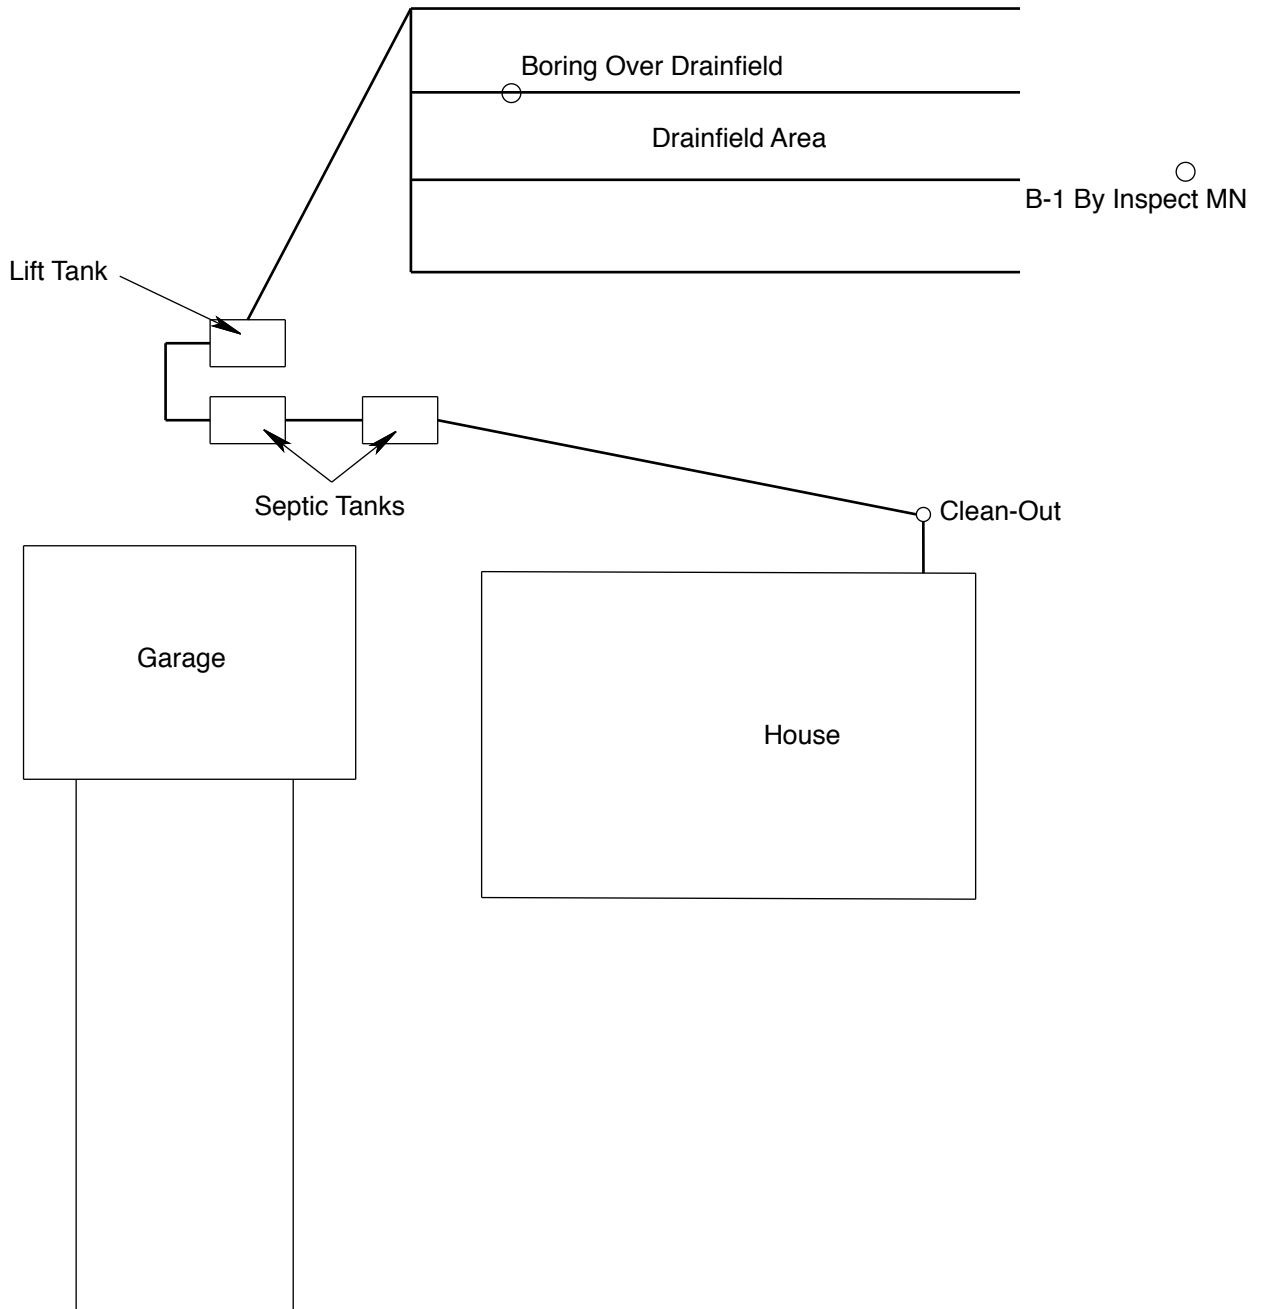 Boring Over Drainfield
Drainfield Area
B-1 By Inspect MN
Lift Tank
Septic Tanks
Clean-Out
Garage
House